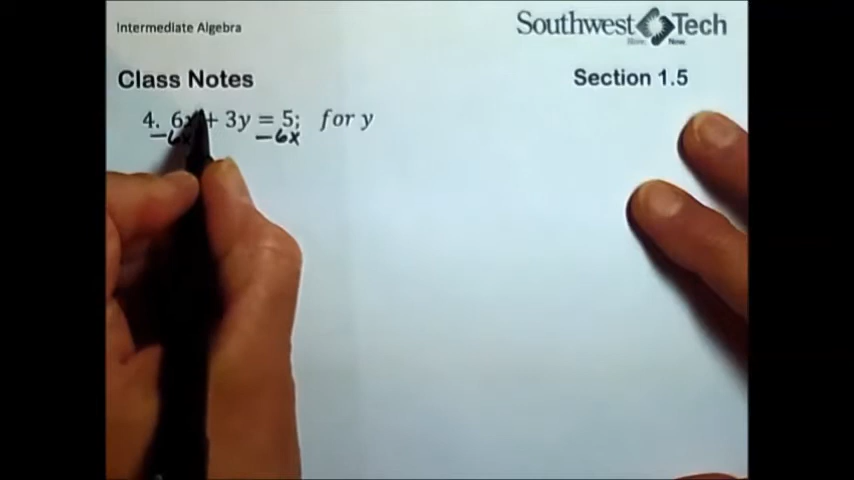 Intermediate Algebra
Southwest Tech
Class Notes
Section 1.5
4. 6x + 3y = 5; for y
-6x -6x